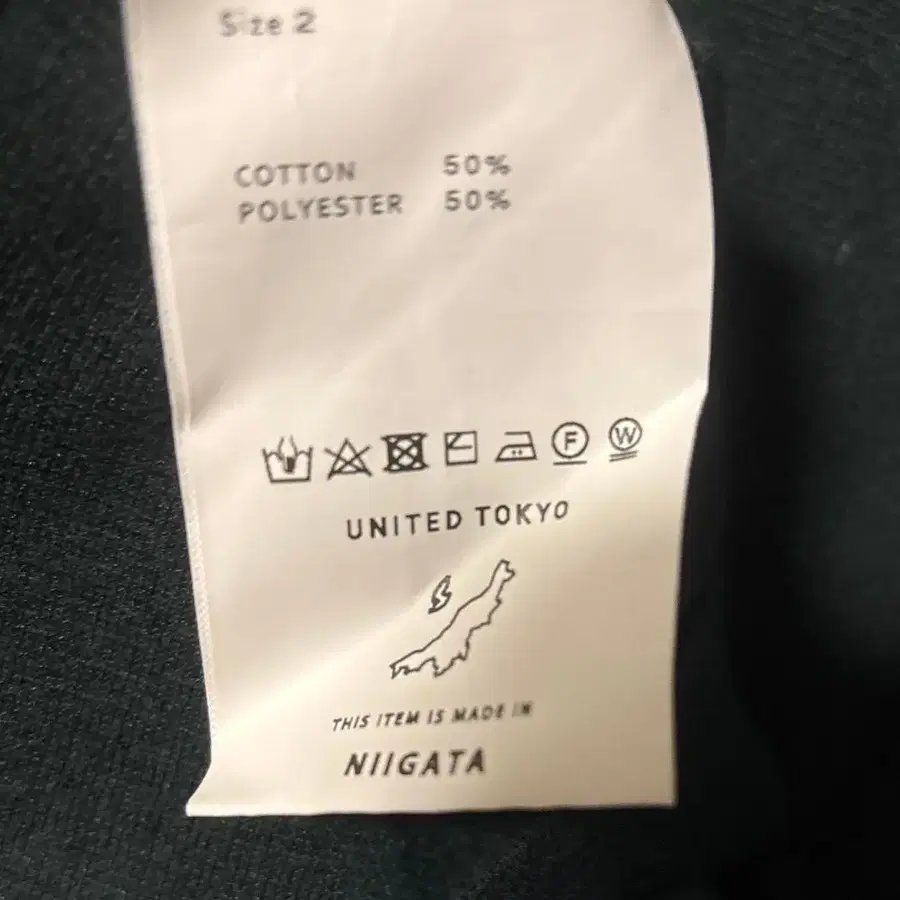 Size 2
COTTON 50%
POLYESTER 50%
F W
UNITED TOKYO
THIS ITEM IS MADE IN
NIIGATA